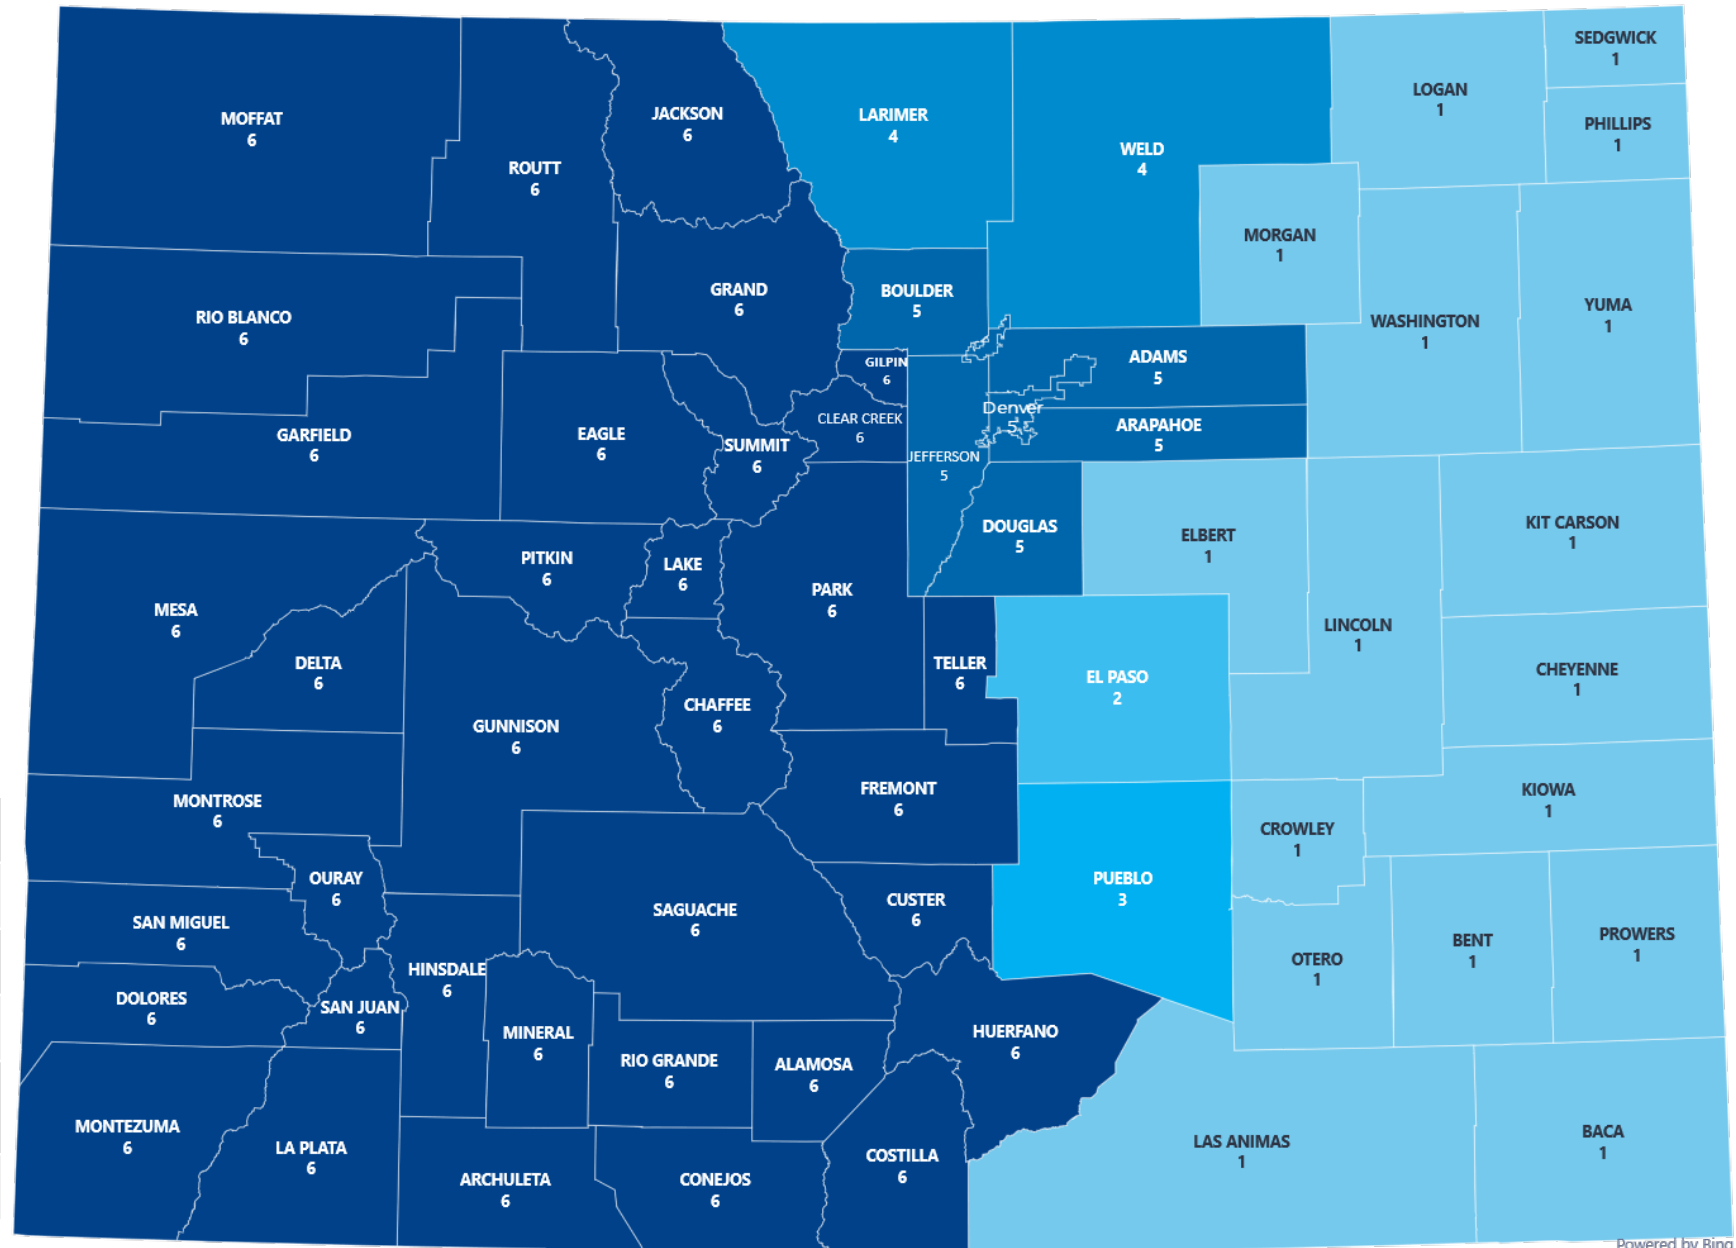 SEDGWICK
1
LOGAN
1
PHILLIPS
1
MOFFAT
6
JACKSON
6
LARIMER
4
WELD
4
ROUTT
6
MORGAN
1
GRAND
6
BOULDER
5
YUMA
1
RIO BLANCO
6
WASHINGTON
1
GILPIN
6
ADAMS
5
Denver
5
CLEAR CREEK
6
ARAPAHOE
5
GARFIELD
6
EAGLE
6
SUMMIT
6
JEFFERSON
5
DOUGLAS
5
ELBERT
1
KIT CARSON
1
PITKIN
6
LAKE
6
PARK
6
MESA
6
LINCOLN
1
DELTA
6
TELLER
6
EL PASO
2
CHEYENNE
1
GUNNISON
6
CHAFFEE
6
MONTROSE
6
FREMONT
6
KIOWA
1
CROWLEY
1
OURAY
6
PUEBLO
3
CUSTER
6
SAGUACHE
6
SAN MIGUEL
6
PROWERS
1
BENT
1
OTERO
1
HINSDALE
6
DOLORES
6
SAN JUAN
6
MINERAL
6
HUERFANO
6
RIO GRANDE
6
ALAMOSA
6
MONTEZUMA
6
LA PLATA
6
ARCHULETA
6
CONEJOS
6
COSTILLA
6
LAS ANIMAS
1
BACA
1
Powered by Bing